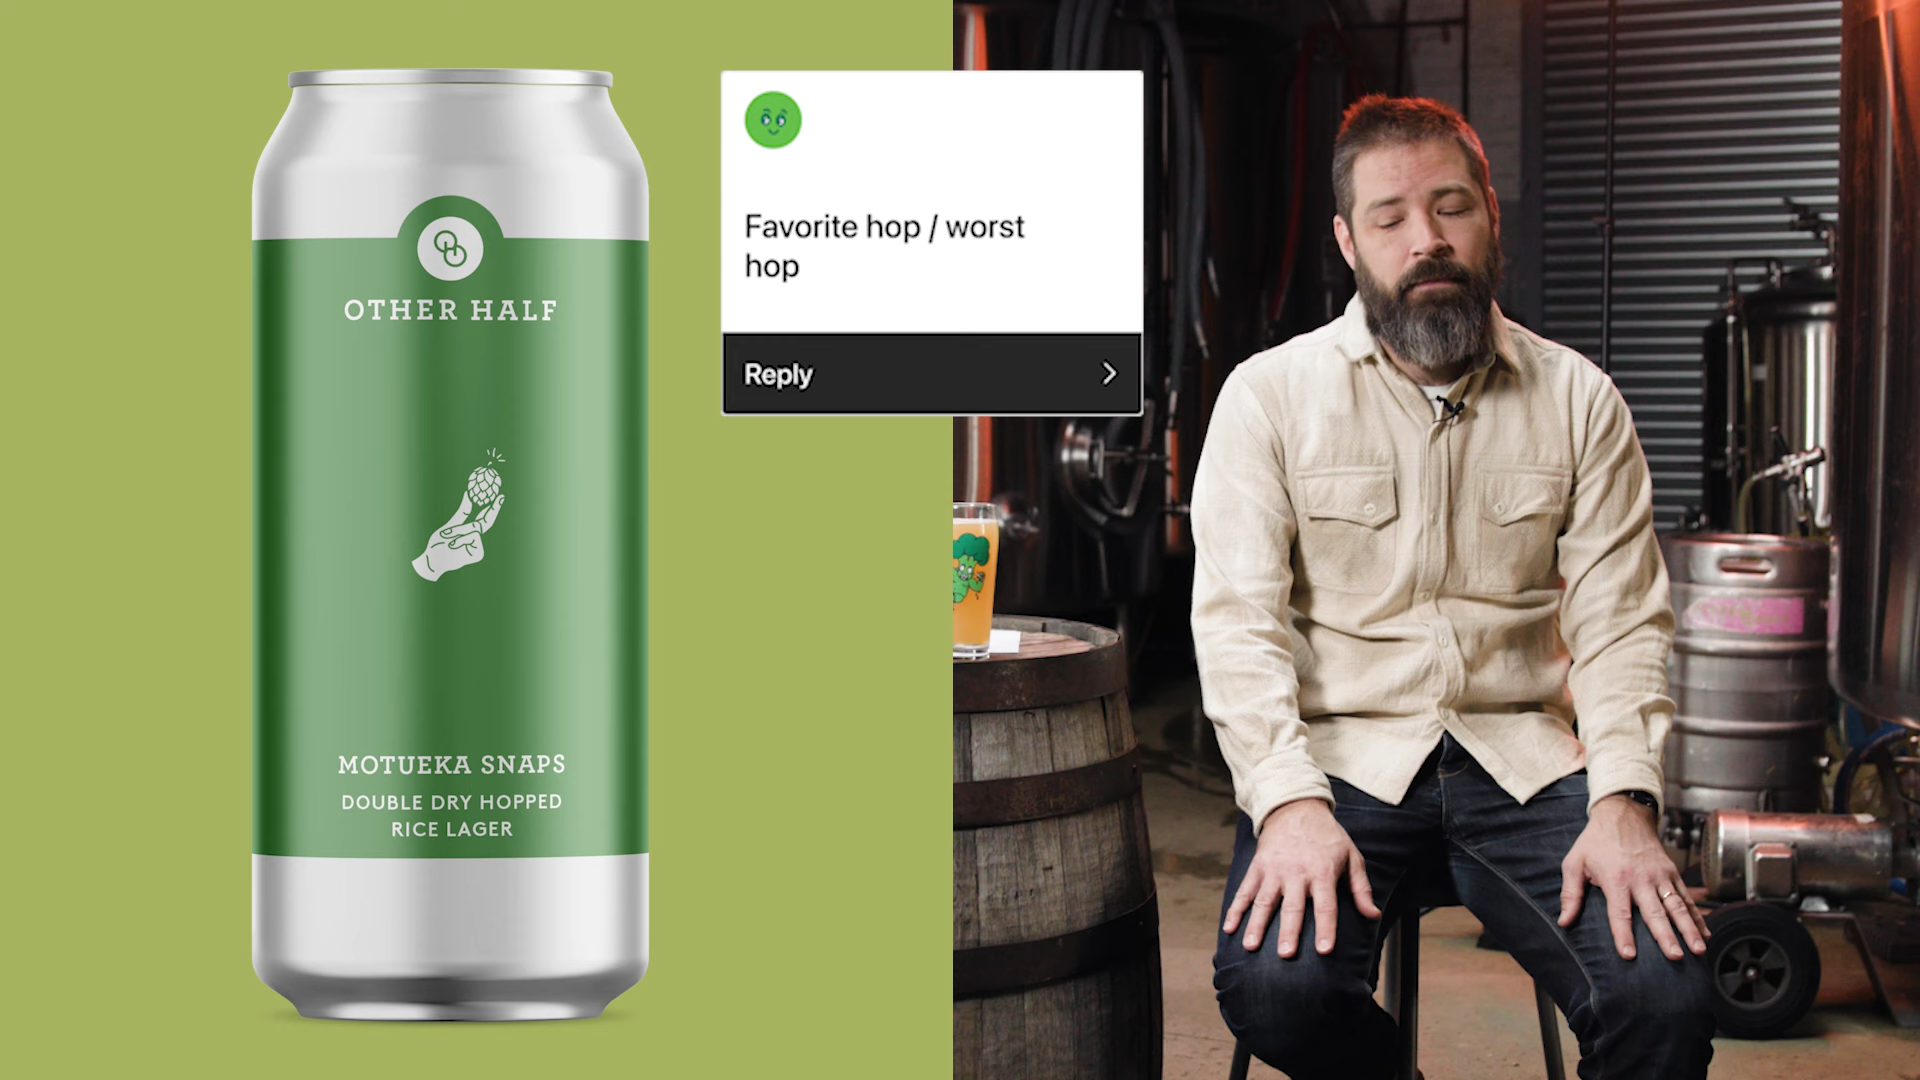 OTHER HALF
MOTUEKA SNAPS
DOUBLE DRY HOPPED
RICE LAGER
Favorite hop / worst
hop
Reply